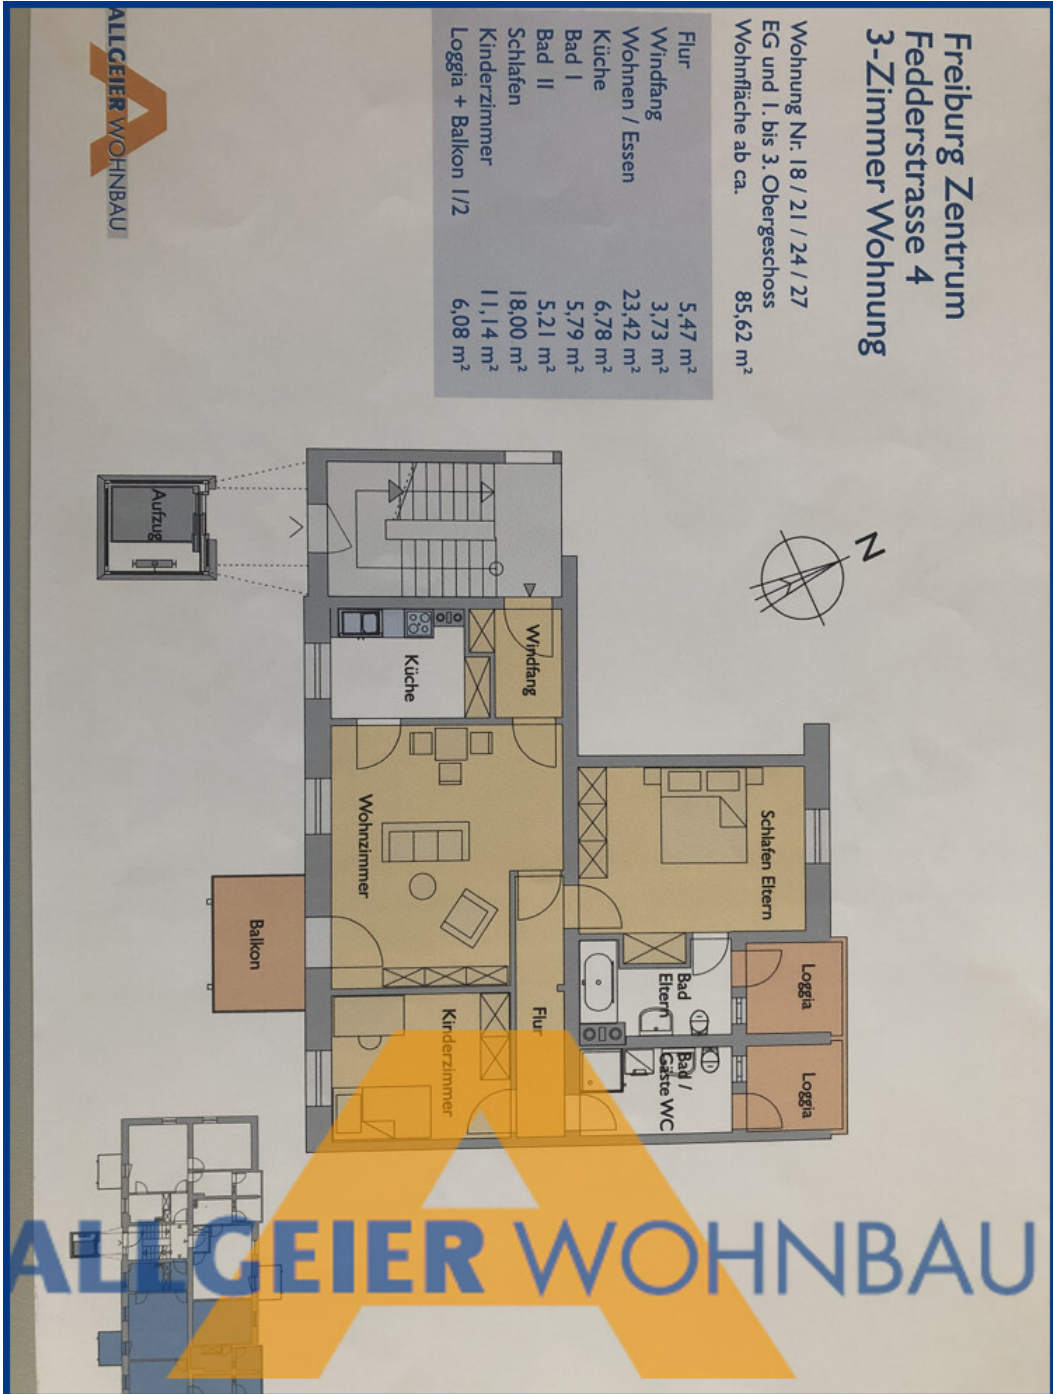 Freiburg Zentrum
Fedderstrasse 4
3-Zimmer Wohnung
Wohnung Nr. 18 / 21 / 24 / 27
EG und 1. bis 3. Obergeschoss
Wohnfläche ab ca. 85,62 m²
Flur 5,47 m²
Windfang 3,73 m²
Wohnen / Essen 23,42 m²
Küche 6,78 m²
Bad I 5,79 m²
Bad II 5,21 m²
Schlafen 18,00 m²
Kinderzimmer 11,14 m²
Loggia + Balkon 1/2 6,08 m²
ALLGEIER WOHNBAU
N
Schlafen Eltern
Loggia
Loggia
Bad
Eltern
Bad /
Gäste WC
Windfang
Flur
Küche
Wohnzimmer
Kinderzimmer
Balkon
Aufzug
ALLGEIER WOHNBAU